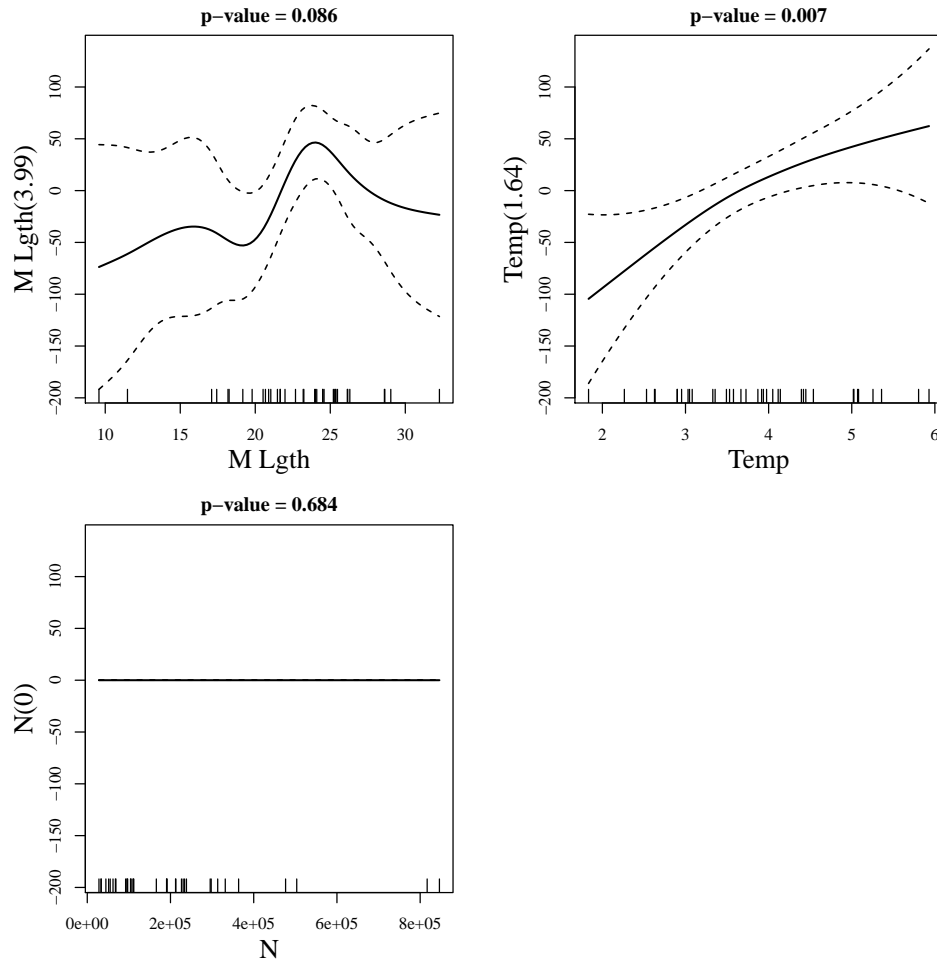 p−value = 0.086
M Lgth(3.99)
100
50
0
−50
−100
−150
−200
10 15 20 25 30
M Lgth
p−value = 0.007
Temp(1.64)
100
50
0
−50
−100
−150
−200
2 3 4 5 6
Temp
p−value = 0.684
N(0)
100
50
0
−50
−100
−150
−200
0e+00 2e+05 4e+05 6e+05 8e+05
N